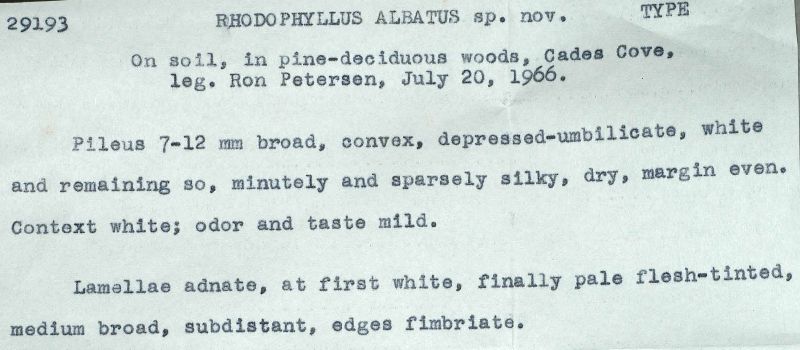 29193 RHODOPHYLLUS ALBATUS sp. nov. TYPE
On soil, in pine-deciduous woods, Cades Cove,
leg. Ron Petersen, July 20, 1966.
Pileus 7-12 mm broad, convex, depressed-umbilicate, white
and remaining so, minutely and sparsely silky, dry, margin even.
Context white; odor and taste mild.
Lamellae adnate, at first white, finally pale flesh-tinted,
medium broad, subdistant, edges fimbriate.